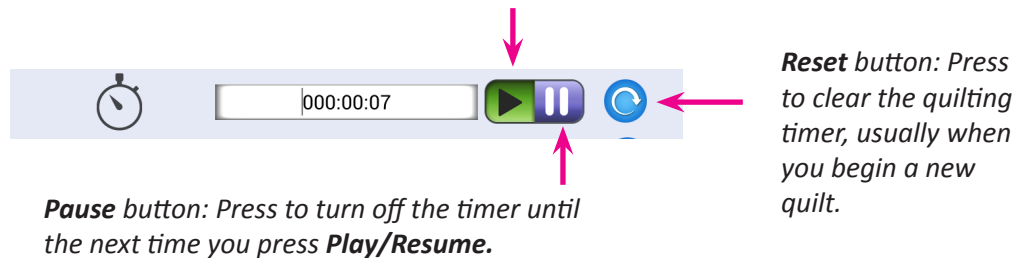 000:00:07
Reset button: Press
to clear the quilting
timer, usually when
you begin a new
quilt.
Pause button: Press to turn off the timer until
the next time you press Play/Resume.